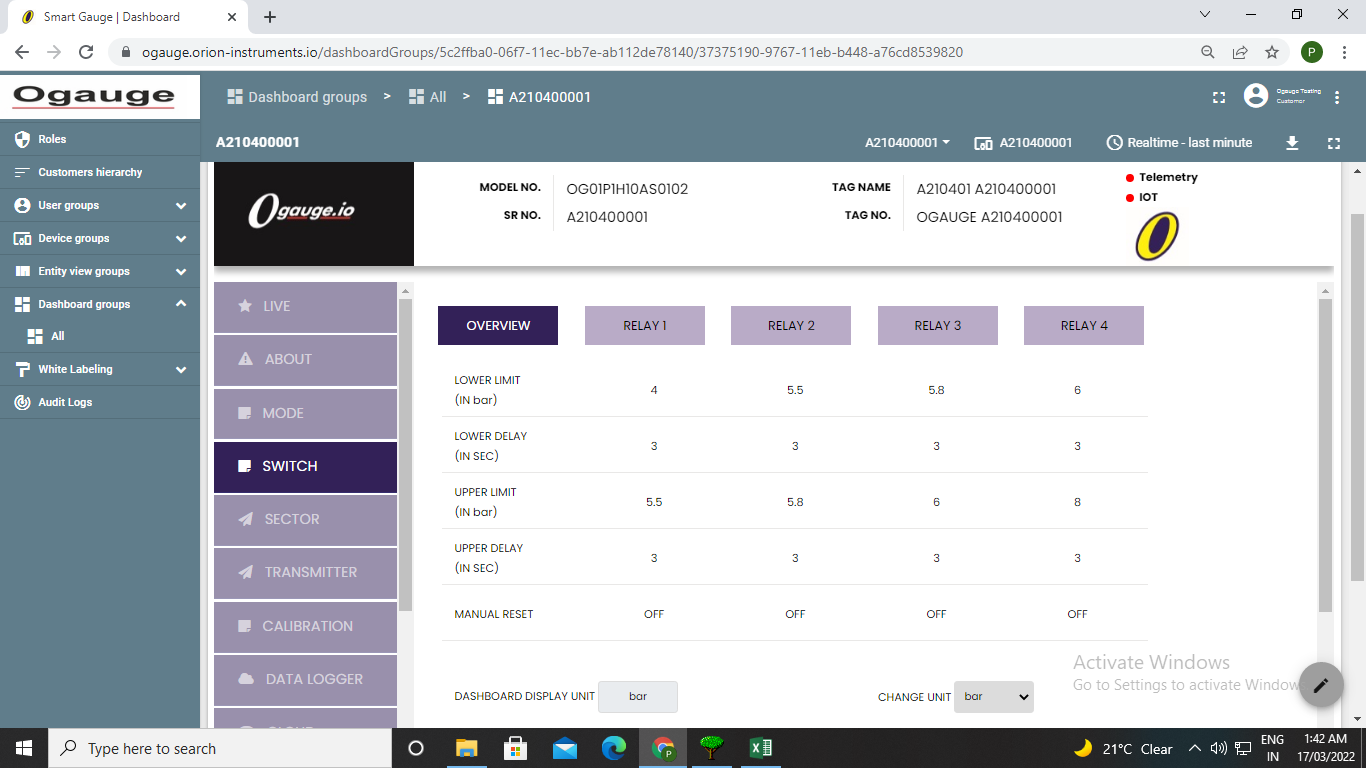 Smart Gauge | Dashboard
ogauge.orion-instruments.io/dashboardGroups/5c2ffba0-06f7-11ec-bb7e-ab112de78140/37375190-9767-11eb-b448-a76cd8539820
P
Ogauge
Dashboard groups > All > A210400001
Ogauge Testing
Customer
A210400001
A210400001
A210400001
Realtime - last minute
Roles
Customers hierarchy
User groups
Device groups
Entity view groups
Dashboard groups
All
White Labeling
Audit Logs
Ogauge.io
MODEL NO. OG01P1H10AS0102
SR NO. A210400001
TAG NAME A210401 A210400001
TAG NO. OGAUGE A210400001
Telemetry
IOT
LIVE
ABOUT
MODE
SWITCH
SECTOR
TRANSMITTER
CALIBRATION
DATA LOGGER
OVERVIEW RELAY 1 RELAY 2 RELAY 3 RELAY 4
LOWER LIMIT
(IN bar)
4 5.5 5.8 6
LOWER DELAY
(IN SEC)
3 3 3 3
UPPER LIMIT
(IN bar)
5.5 5.8 6 8
UPPER DELAY
(IN SEC)
3 3 3 3
MANUAL RESET OFF OFF OFF OFF
DASHBOARD DISPLAY UNIT bar
CHANGE UNIT bar
Activate Windows
Go to Settings to activate Window
Type here to search
21°C Clear
ENG
IN
1:42 AM
17/03/2022